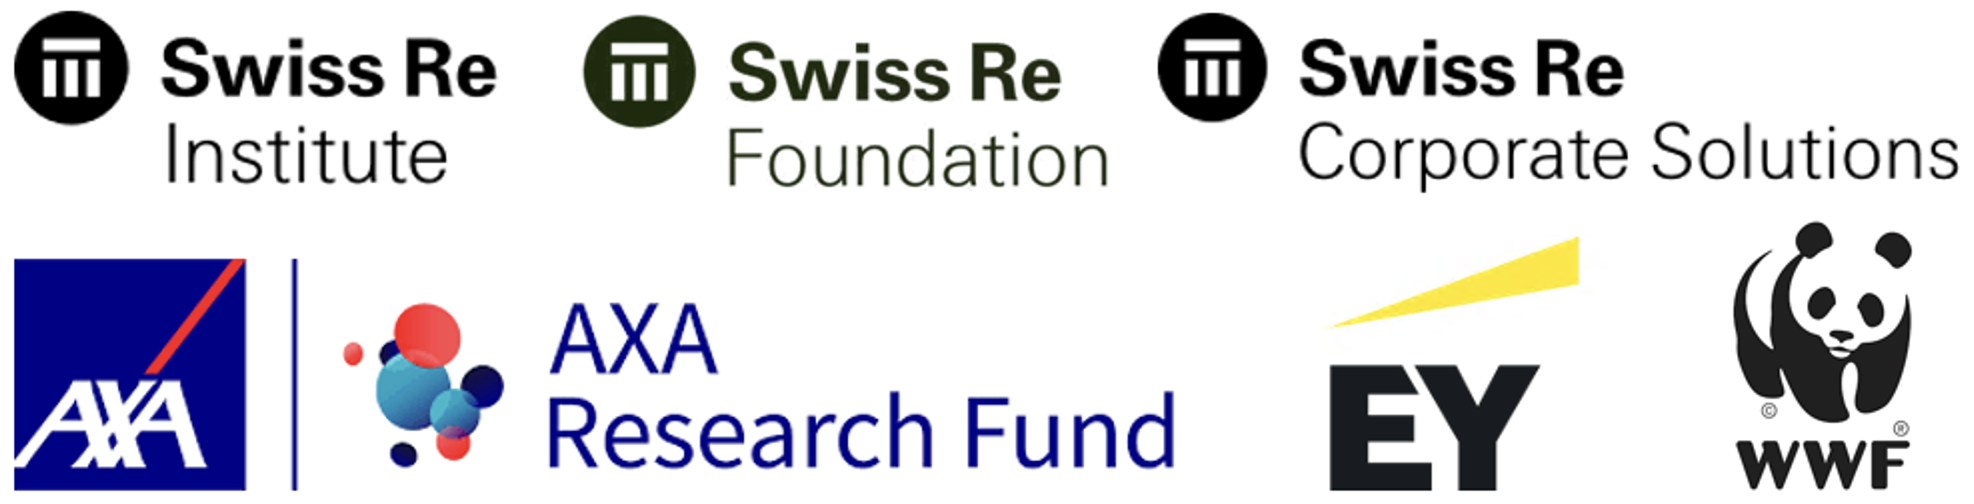 Swiss Re
Institute
Swiss Re
Foundation
Swiss Re
Corporate Solutions
AXA
AXA
Research Fund
EY
©
®
WWF